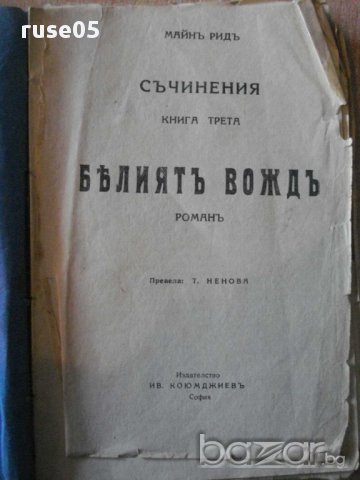 ruse05
МАЙНЪ РИДЪ
СЪЧИНЕНИЯ
КНИГА ТРЕТА
БѢЛИЯТЪ ВОЖДЪ
РОМАНЪ
Превела: Т. НЕНОВА
Издателство
ИВ. КОЮМДЖИЕВЪ
София
bazar.bg